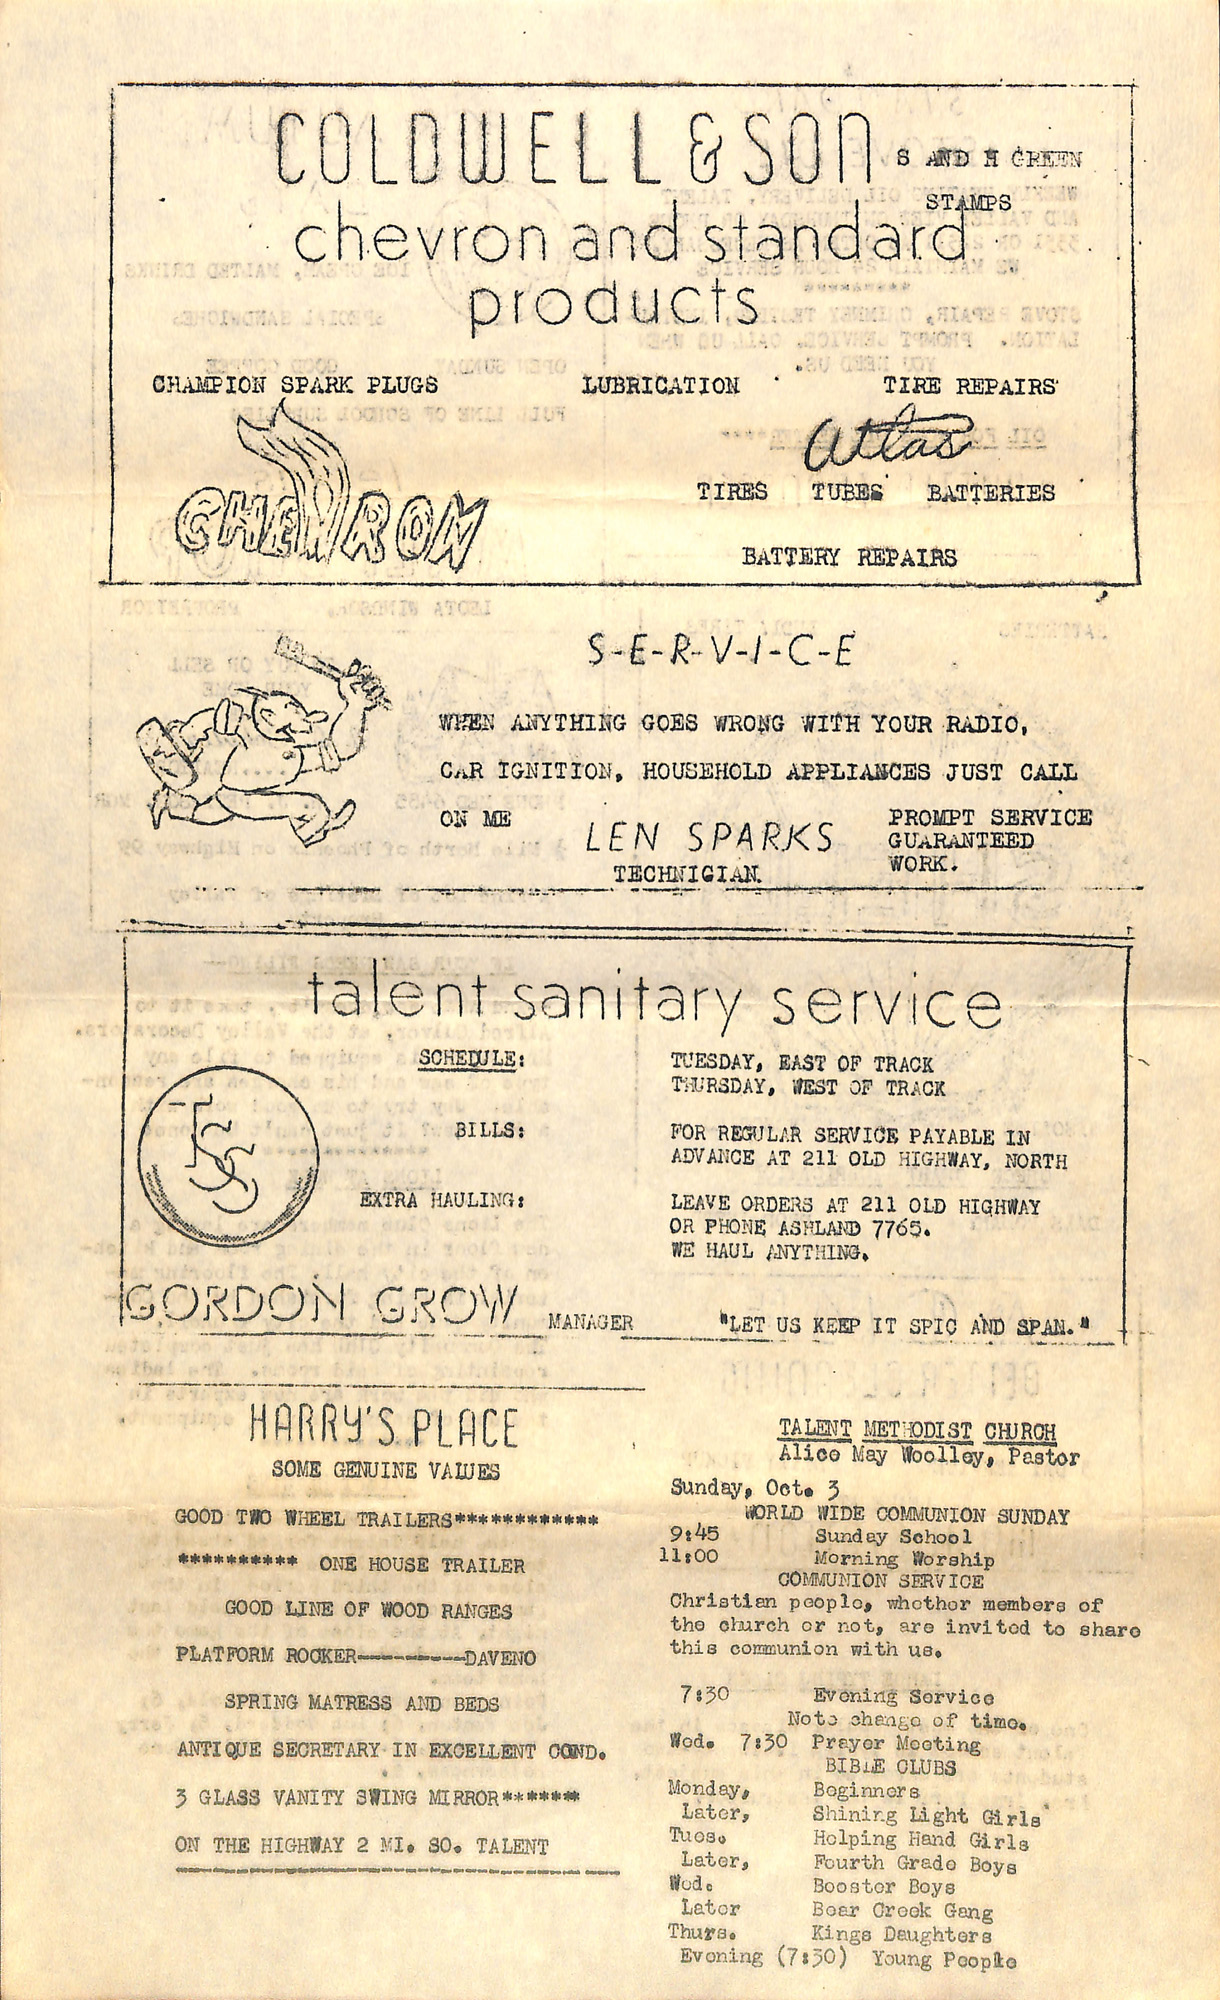 COLDWELL & SON
S AND H GREEN
STAMPS
chevron and standard
products
CHAMPION SPARK PLUGS LUBRICATION TIRE REPAIRS
Atlas
CHEVRON
TIRES TUBES BATTERIES
BATTERY REPAIRS
S-E-R-V-I-C-E
WHEN ANYTHING GOES WRONG WITH YOUR RADIO,
CAR IGNITION, HOUSEHOLD APPLIANCES JUST CALL
ON ME LEN SPARKS
TECHNICIAN.
PROMPT SERVICE
GUARANTEED
WORK.
talent sanitary service
SCHEDULE: TUESDAY, EAST OF TRACK
THURSDAY, WEST OF TRACK
TSS
BILLS: FOR REGULAR SERVICE PAYABLE IN
ADVANCE AT 211 OLD HIGHWAY, NORTH
EXTRA HAULING: LEAVE ORDERS AT 211 OLD HIGHWAY
OR PHONE ASHLAND 7765.
WE HAUL ANYTHING.
GORDON GROW MANAGER "LET US KEEP IT SPIC AND SPAN."
HARRY'S PLACE
SOME GENUINE VALUES
GOOD TWO WHEEL TRAILERS************
********** ONE HOUSE TRAILER
GOOD LINE OF WOOD RANGES
PLATFORM ROCKER---------DAVENO
SPRING MATRESS AND BEDS
ANTIQUE SECRETARY IN EXCELLENT COND.
3 GLASS VANITY SWING MIRROR*******
ON THE HIGHWAY 2 MI. SO. TALENT
TALENT METHODIST CHURCH
Alice May Woolley, Pastor
Sunday, Oct. 3
WORLD WIDE COMMUNION SUNDAY
9:45 Sunday School
11:00 Morning Worship
COMMUNION SERVICE
Christian people, whether members of
the church or not, are invited to share
this communion with us.
7:30 Evening Service
Note change of time.
Wed. 7:30 Prayer Meeting
BIBLE CLUBS
Monday, Beginners
Later, Shining Light Girls
Tues. Helping Hand Girls
Later, Fourth Grade Boys
Wed. Booster Boys
Later Bear Creek Gang
Thurs. Kings Daughters
Evening (7:30) Young People